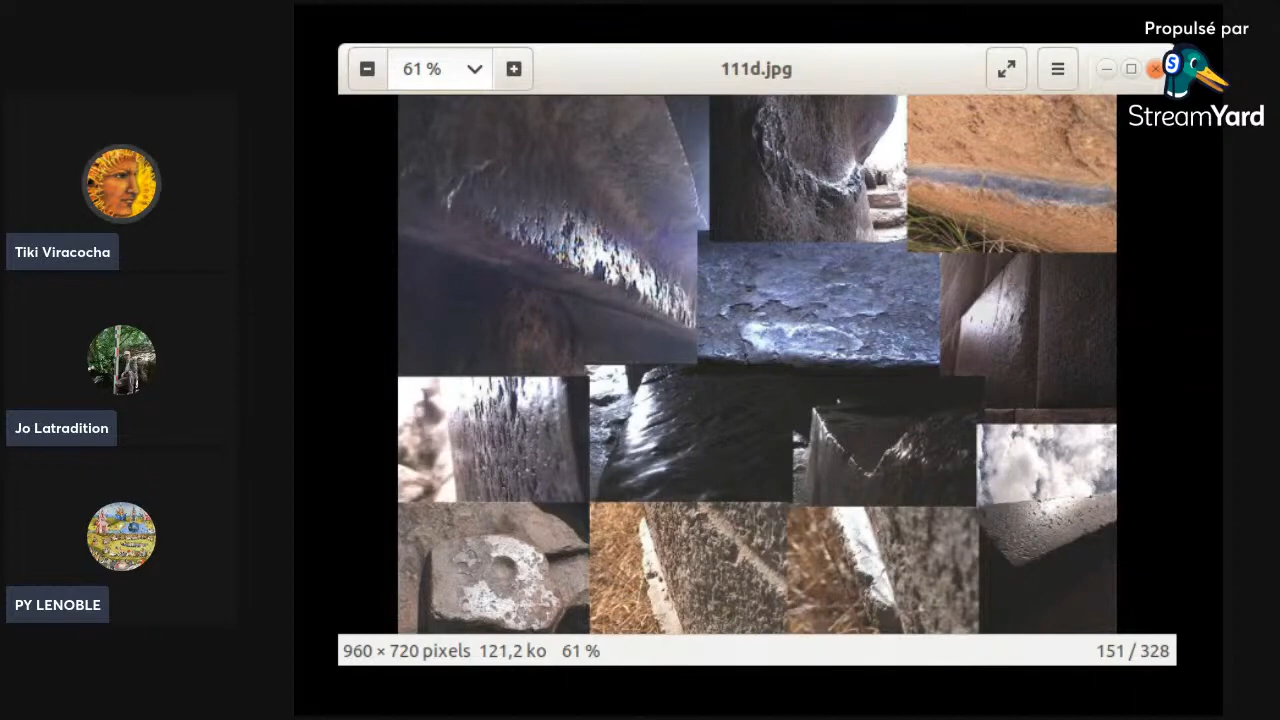 Propulsé par
StreamYard
61 %
111d.jpg
Tiki Viracocha
Jo Latradition
PY LENOBLE
960 × 720 pixels 121,2 ko 61 %
151 / 328